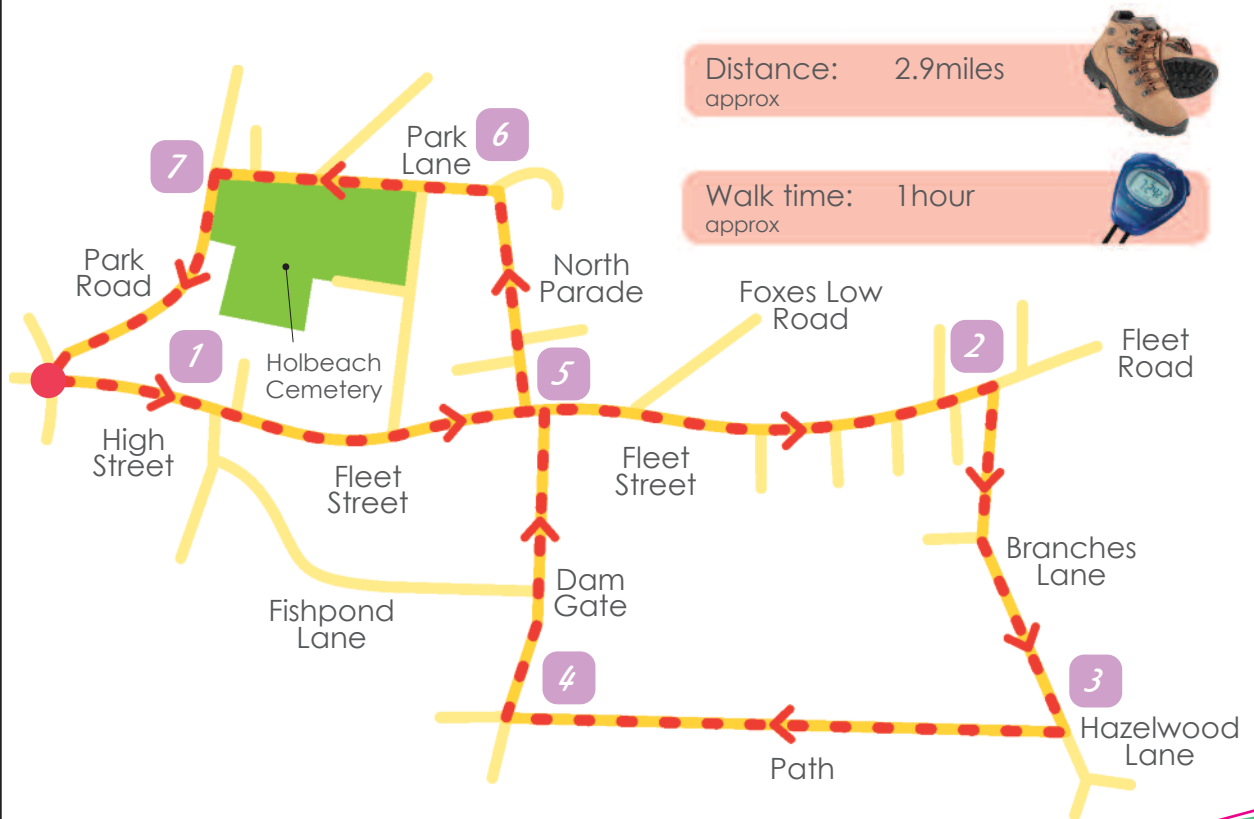 Distance: 2.9miles
approx
Walk time: 1hour
approx
Park
Lane
6
7
Park
Road
North
Parade
Foxes Low
Road
1
Holbeach
Cemetery
5
2
Fleet
Road
High
Street
Fleet
Street
Fleet
Street
Branches
Lane
Dam
Gate
Fishpond
Lane
4
3
Hazelwood
Lane
Path